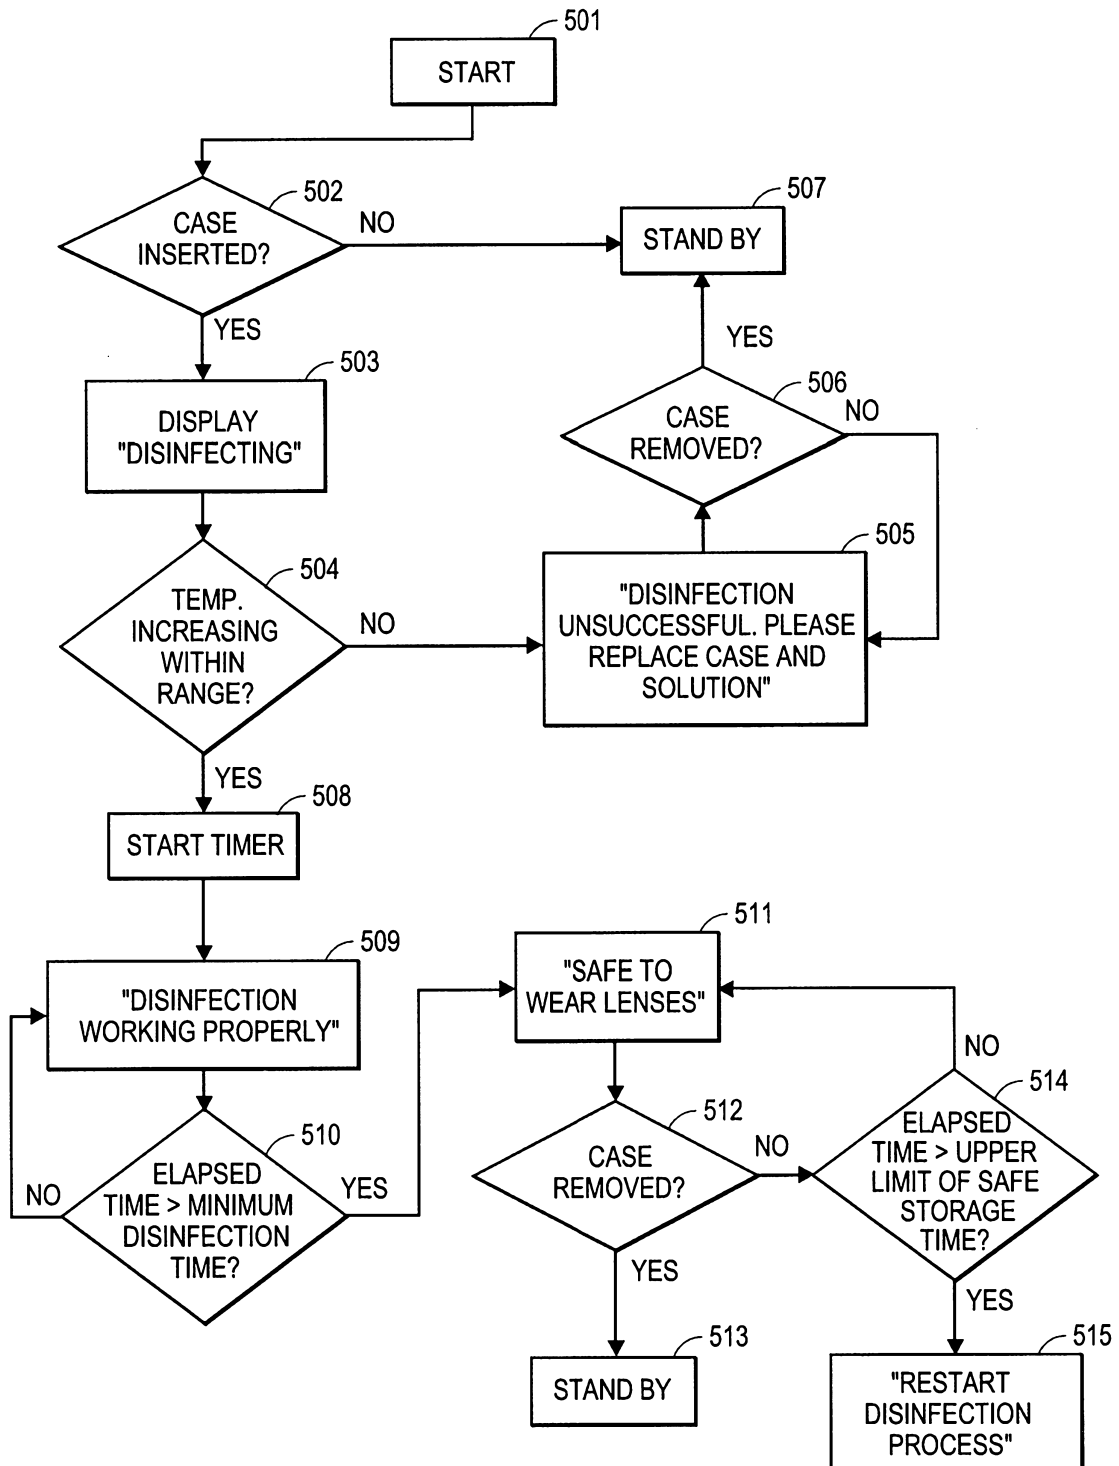 501
START
502
CASE
INSERTED?
NO
507
STAND BY
YES
YES
503
DISPLAY
"DISINFECTING"
506
CASE
REMOVED?
NO
504
TEMP.
INCREASING
WITHIN
RANGE?
NO
505
"DISINFECTION
UNSUCCESSFUL. PLEASE
REPLACE CASE AND
SOLUTION"
YES
508
START TIMER
509
"DISINFECTION
WORKING PROPERLY"
511
"SAFE TO
WEAR LENSES"
NO
510
ELAPSED
TIME > MINIMUM
DISINFECTION
TIME?
NO
YES
512
CASE
REMOVED?
NO
514
ELAPSED
TIME > UPPER
LIMIT OF SAFE
STORAGE
TIME?
YES
YES
513
STAND BY
515
"RESTART
DISINFECTION
PROCESS"